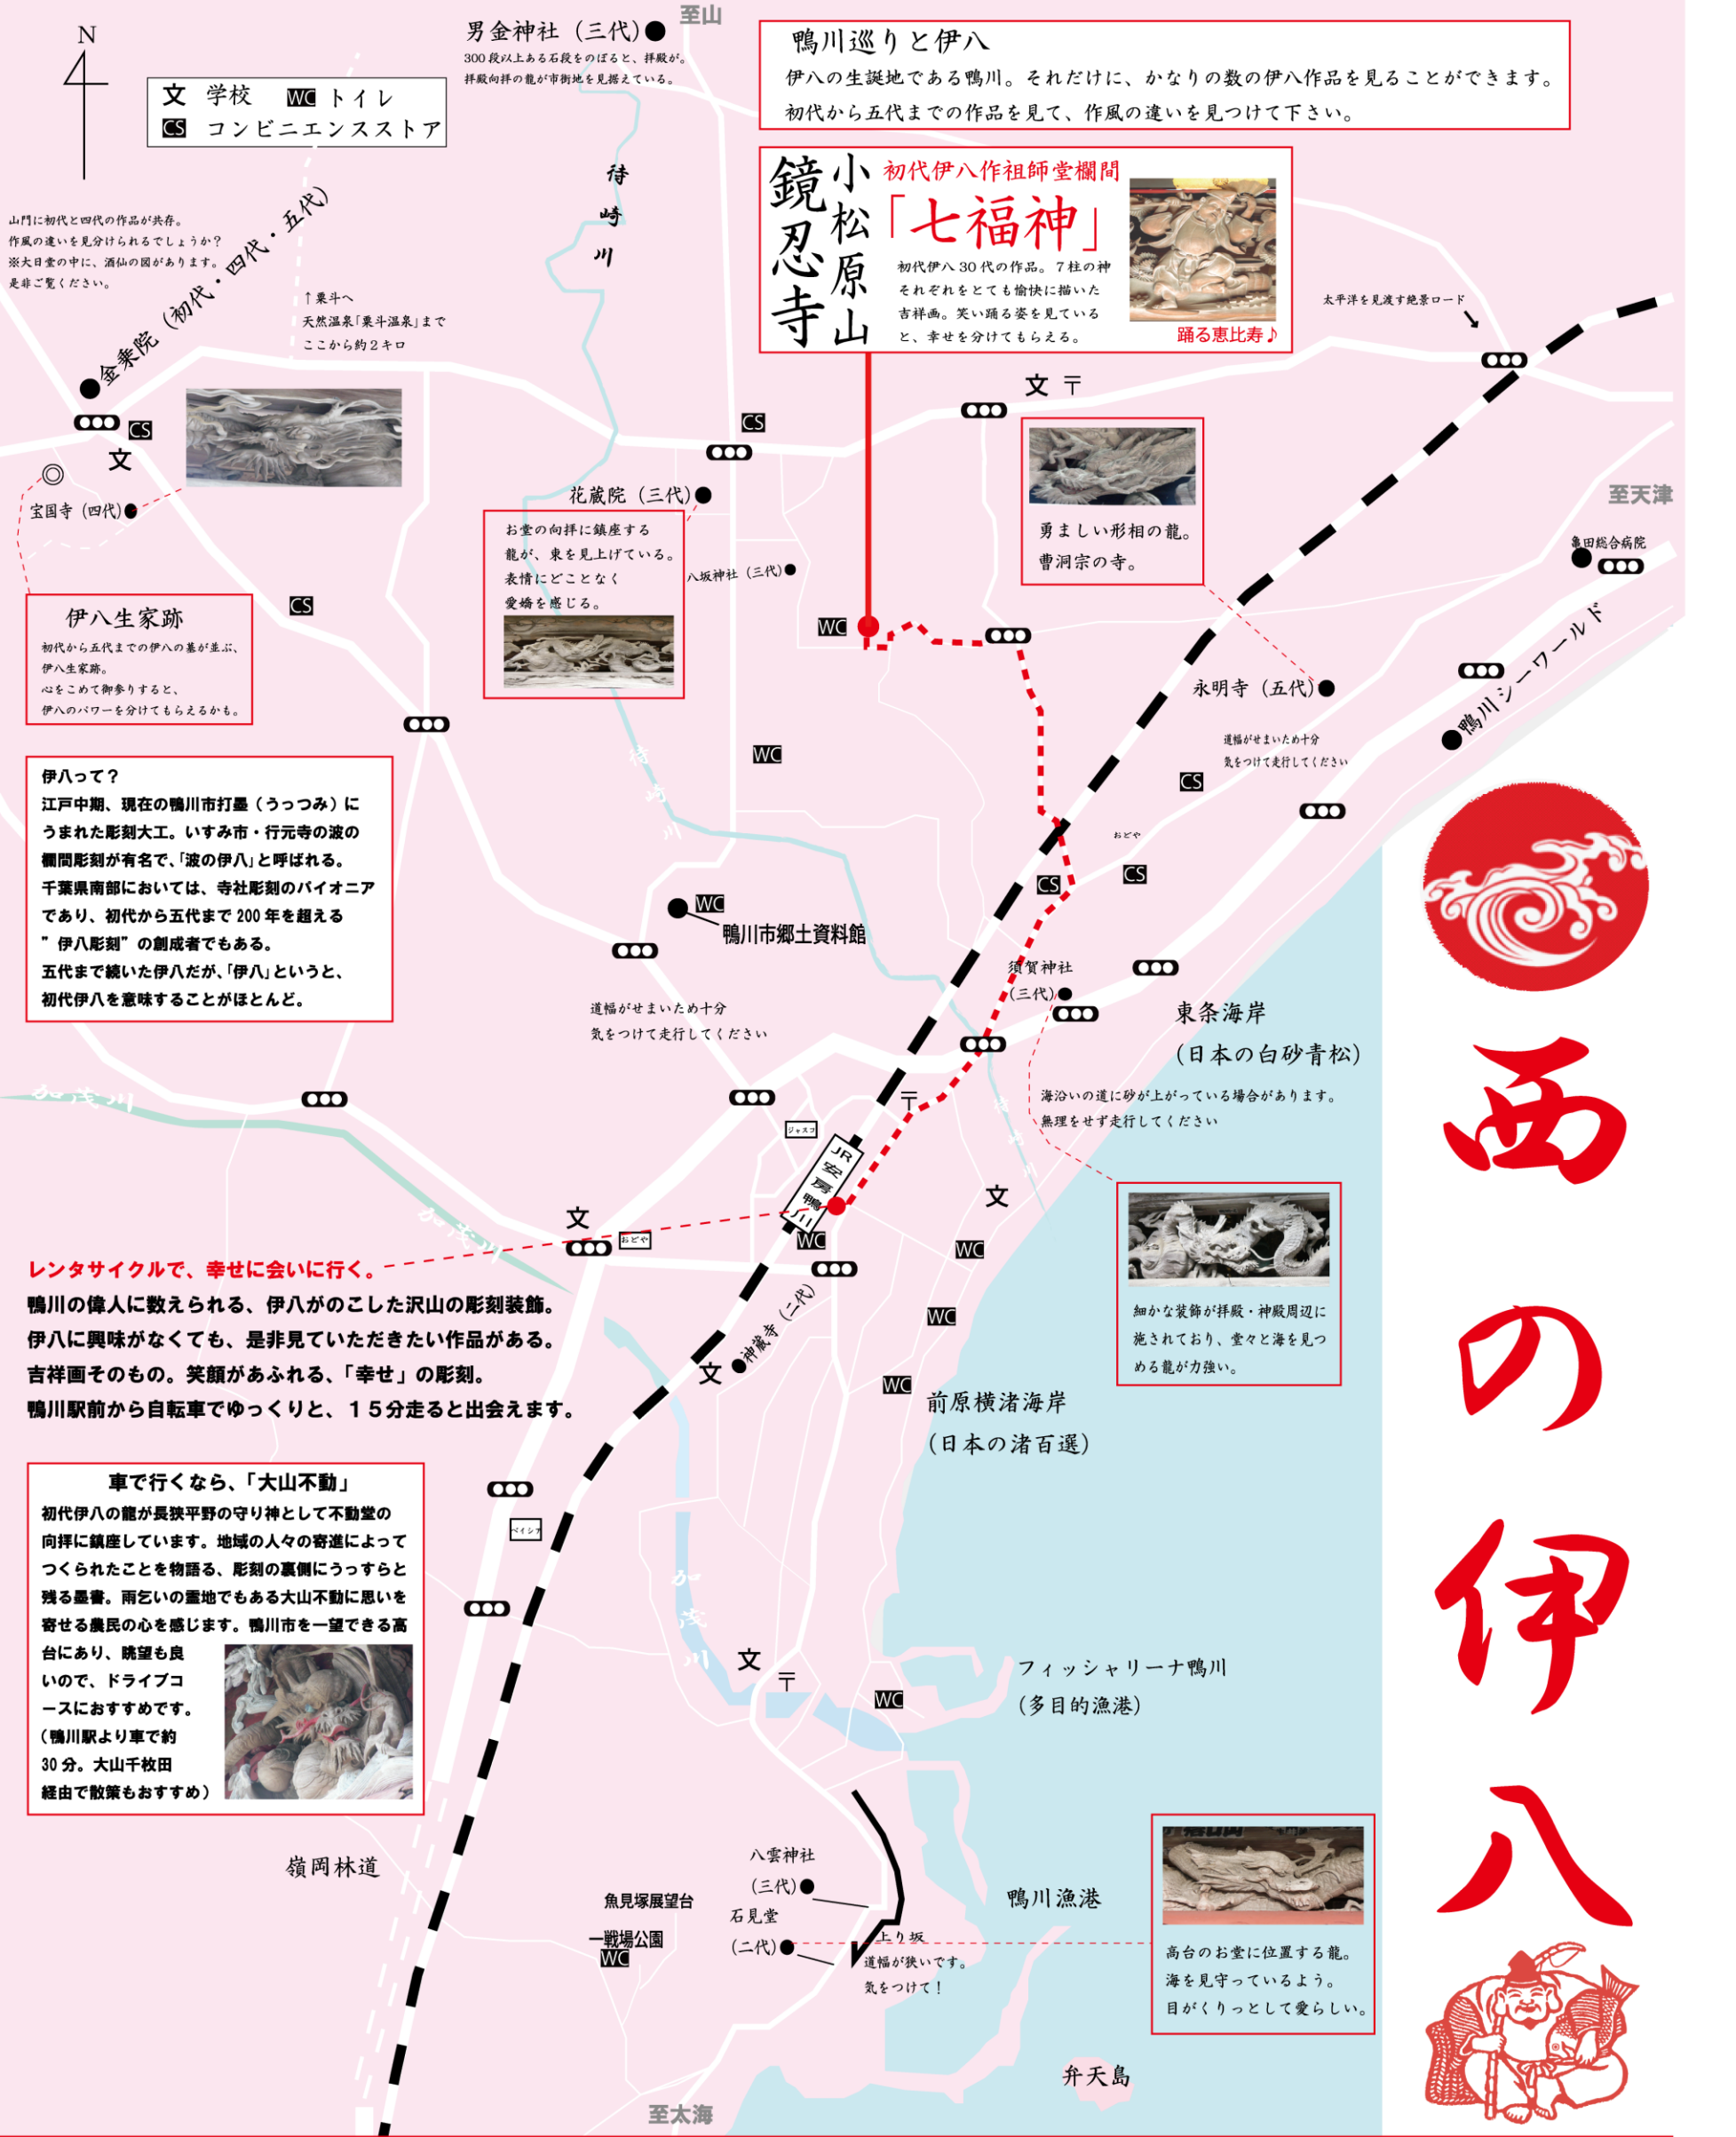 N
文 学校 WC トイレ
CS コンビニエンスストア
男金神社（三代）
300段以上ある石段をのぼると、拝殿が。
拝殿向拝の龍が市街地を見据えている。
至山
鴨川巡りと伊八
伊八の生誕地である鴨川。それだけに、かなりの数の伊八作品を見ることができます。
初代から五代までの作品を見て、作風の違いを見つけて下さい。
小松原山
鏡忍寺
初代伊八作祖師堂欄間
「七福神」
初代伊八30代の作品。７柱の神
それぞれをとても愉快に描いた
吉祥画。笑い踊る姿を見ている
と、幸せを分けてもらえる。
踊る恵比寿♪
待崎川
山門に初代と四代の作品が共存。
作風の違いを見分けられるでしょうか？
※大日堂の中に、酒仙の図があります。
是非ご覧ください。
金乗院（初代・四代・五代）
↑粟斗へ
天然温泉「粟斗温泉」まで
ここから約２キロ
太平洋を見渡す絶景ロード
文 〒
CS
CS
文
宝国寺（四代）
花蔵院（三代）
お堂の向拝に鎮座する
龍が、東を見上げている。
表情にどことなく
愛嬌を感じる。
八坂神社（三代）
勇ましい形相の龍。
曹洞宗の寺。
至天津
亀田総合病院
CS
WC
伊八生家跡
初代から五代までの伊八の墓が並ぶ、
伊八生家跡。
心をこめて御参りすると、
伊八のパワーを分けてもらえるかも。
永明寺（五代）
鴨川シーワールド
道幅がせまいため十分
気をつけて走行してください
待崎川
WC
CS
伊八って？
江戸中期、現在の鴨川市打墨（うっつみ）に
うまれた彫刻大工。いすみ市・行元寺の波の
欄間彫刻が有名で、「波の伊八」と呼ばれる。
千葉県南部においては、寺社彫刻のパイオニア
であり、初代から五代まで200年を超える
”伊八彫刻”の創成者でもある。
五代まで続いた伊八だが、「伊八」というと、
初代伊八を意味することがほとんど。
おどや
CS
CS
WC
鴨川市郷土資料館
須賀神社
（三代）
道幅がせまいため十分
気をつけて走行してください
東条海岸
（日本の白砂青松）
海沿いの道に砂が上がっている場合があります。
無理をせず走行してください
加茂川
〒
ジャスコ
JR安房鴨川
待崎川
文
加茂川
文
おどや
WC
WC
細かな装飾が拝殿・神殿周辺に
施されており、堂々と海を見つ
める龍が力強い。
レンタサイクルで、幸せに会いに行く。
鴨川の偉人に数えられる、伊八がのこした沢山の彫刻装飾。
伊八に興味がなくても、是非見ていただきたい作品がある。
吉祥画そのもの。笑顔があふれる、「幸せ」の彫刻。
鴨川駅前から自転車でゆっくりと、１５分走ると出会えます。
WC
文
神蔵寺（二代）
WC
前原横渚海岸
（日本の渚百選）
車で行くなら、「大山不動」
初代伊八の龍が長狭平野の守り神として不動堂の
向拝に鎮座しています。地域の人々の寄進によって
つくられたことを物語る、彫刻の裏側にうっすらと
残る墨書。雨乞いの霊地でもある大山不動に思いを
寄せる農民の心を感じます。鴨川市を一望できる高
台にあり、眺望も良
いので、ドライブコ
ースにおすすめです。
（鴨川駅より車で約
30分。大山千枚田
経由で散策もおすすめ）
ベイシア
加茂川
文
〒
WC
フィッシャリーナ鴨川
（多目的漁港）
嶺岡林道
八雲神社
（三代）
石見堂
（二代）
魚見塚展望台
一戦場公園
WC
上り坂
道幅が狭いです。
気をつけて！
鴨川漁港
高台のお堂に位置する龍。
海を見守っているよう。
目がくりっとして愛らしい。
弁天島
至太海
西の伊八